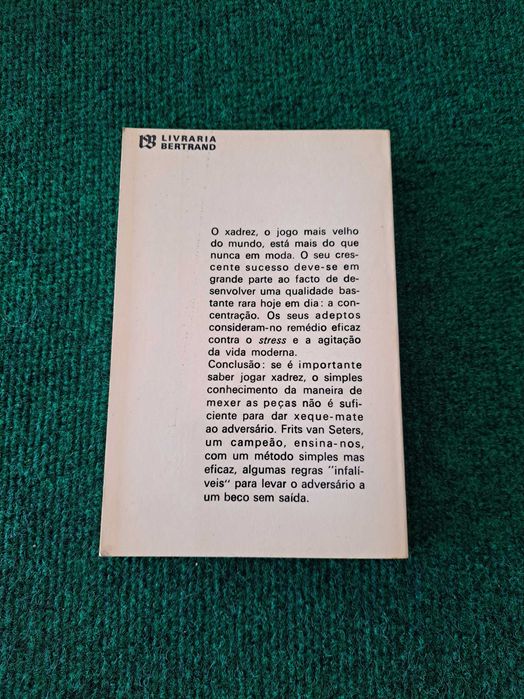 LIVRARIA
BERTRAND
O xadrez, o jogo mais velho
do mundo, está mais do que
nunca em moda. O seu cres-
cente sucesso deve-se em
grande parte ao facto de de-
senvolver uma qualidade bas-
tante rara hoje em dia: a con-
centração. Os seus adeptos
consideram-no remédio eficaz
contra o stress e a agitação
da vida moderna.
Conclusão: se é importante
saber jogar xadrez, o simples
conhecimento da maneira de
mexer as peças não é sufi-
ciente para dar xeque-mate
ao adversário. Frits van Seters,
um campeão, ensina-nos,
com um método simples mas
eficaz, algumas regras "infalí-
veis" para levar o adversário a
um beco sem saída.